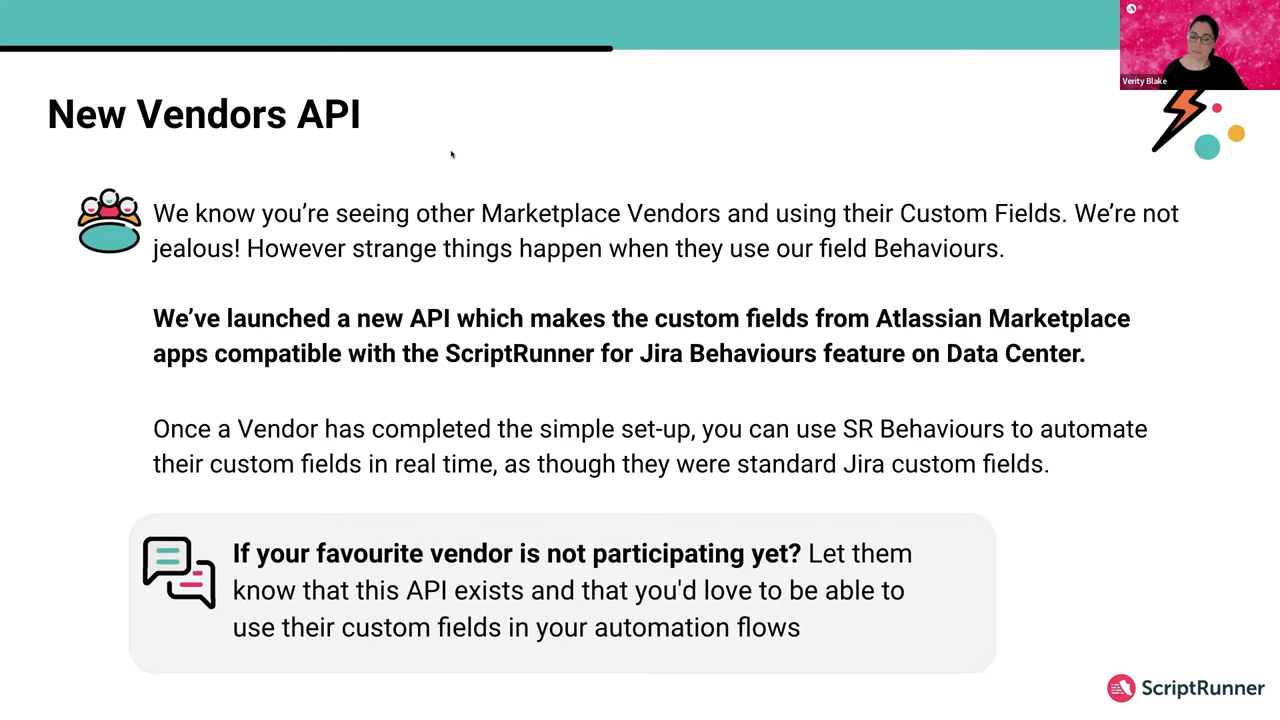 Verity Blake
New Vendors API
We know you’re seeing other Marketplace Vendors and using their Custom Fields. We’re not
jealous! However strange things happen when they use our field Behaviours.
We’ve launched a new API which makes the custom fields from Atlassian Marketplace
apps compatible with the ScriptRunner for Jira Behaviours feature on Data Center.
Once a Vendor has completed the simple set-up, you can use SR Behaviours to automate
their custom fields in real time, as though they were standard Jira custom fields.
If your favourite vendor is not participating yet? Let them
know that this API exists and that you'd love to be able to
use their custom fields in your automation flows
ScriptRunner